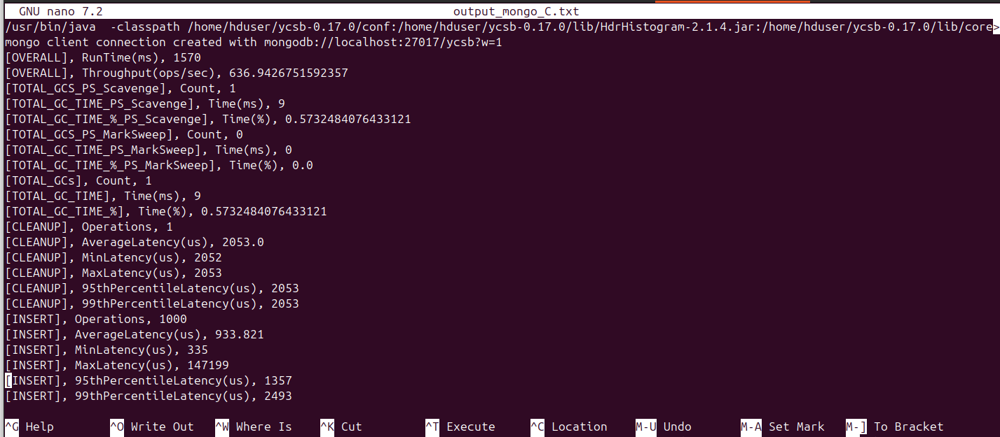 GNU nano 7.2 output_mongo_C.txt
/usr/bin/java  -classpath /home/hduser/ycsb-0.17.0/conf:/home/hduser/ycsb-0.17.0/lib/HdrHistogram-2.1.4.jar:/home/hduser/ycsb-0.17.0/lib/core>
mongo client connection created with mongodb://localhost:27017/ycsb?w=1
[OVERALL], RunTime(ms), 1570
[OVERALL], Throughput(ops/sec), 636.9426751592357
[TOTAL_GCS_PS_Scavenge], Count, 1
[TOTAL_GC_TIME_PS_Scavenge], Time(ms), 9
[TOTAL_GC_TIME_%_PS_Scavenge], Time(%), 0.5732484076433121
[TOTAL_GCS_PS_MarkSweep], Count, 0
[TOTAL_GC_TIME_PS_MarkSweep], Time(ms), 0
[TOTAL_GC_TIME_%_PS_MarkSweep], Time(%), 0.0
[TOTAL_GCs], Count, 1
[TOTAL_GC_TIME], Time(ms), 9
[TOTAL_GC_TIME_%], Time(%), 0.5732484076433121
[CLEANUP], Operations, 1
[CLEANUP], AverageLatency(us), 2053.0
[CLEANUP], MinLatency(us), 2052
[CLEANUP], MaxLatency(us), 2053
[CLEANUP], 95thPercentileLatency(us), 2053
[CLEANUP], 99thPercentileLatency(us), 2053
[INSERT], Operations, 1000
[INSERT], AverageLatency(us), 933.821
[INSERT], MinLatency(us), 335
[INSERT], MaxLatency(us), 147199
[INSERT], 95thPercentileLatency(us), 1357
[INSERT], 99thPercentileLatency(us), 2493
^G Help ^O Write Out ^W Where Is ^K Cut ^T Execute ^C Location M-U Undo M-A Set Mark M-] To Bracket